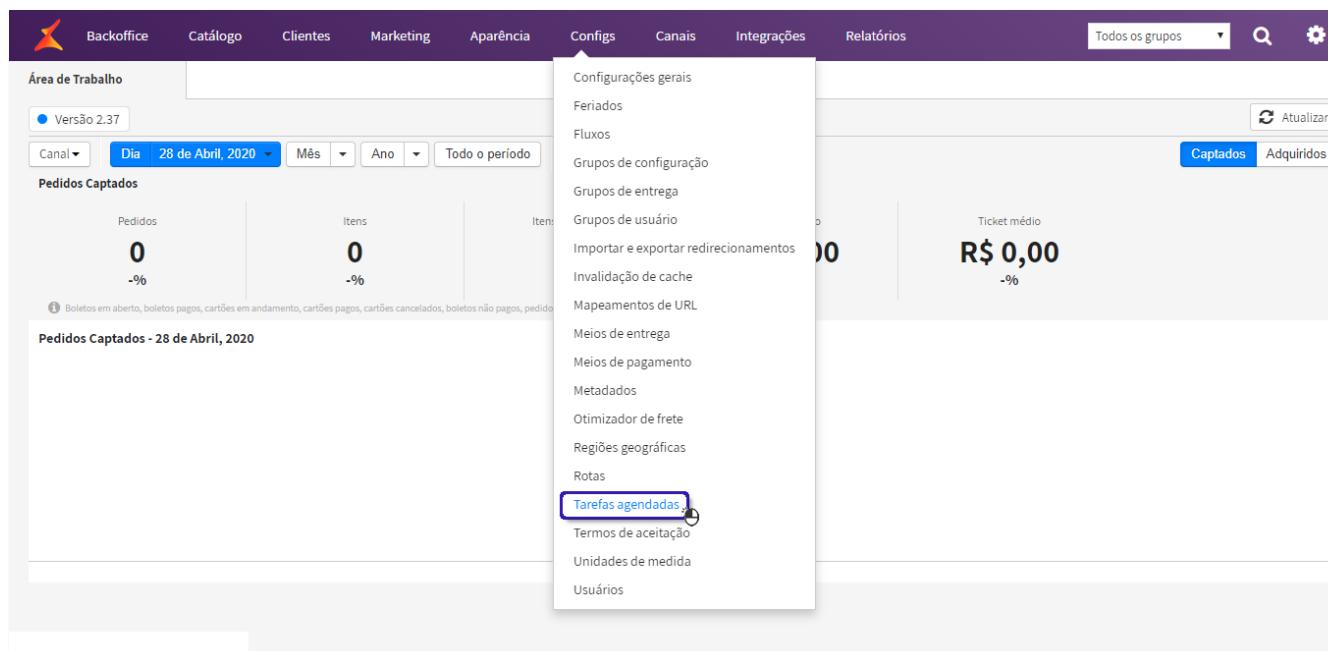 Backoffice Catálogo Clientes Marketing Aparência Configs Canais Integrações Relatórios Todos os grupos
Área de Trabalho
Versão 2.37
Atualizar
Canal Dia 28 de Abril, 2020 Mês Ano Todo o período
Captados Adquiridos
Pedidos Captados
Pedidos
0
-%
Itens
0
-%
Ticket médio
R$ 0,00
-%
Boletos em aberto, boletos pagos, cartões em andamento, cartões pagos, cartões cancelados, boletos não pagos,
Pedidos Captados - 28 de Abril, 2020
Configurações gerais
Feriados
Fluxos
Grupos de configuração
Grupos de entrega
Grupos de usuário
Importar e exportar redirecionamentos
Invalidação de cache
Mapeamentos de URL
Meios de entrega
Meios de pagamento
Metadados
Otimizador de frete
Regiões geográficas
Rotas
Tarefas agendadas
Termos de aceitação
Unidades de medida
Usuários